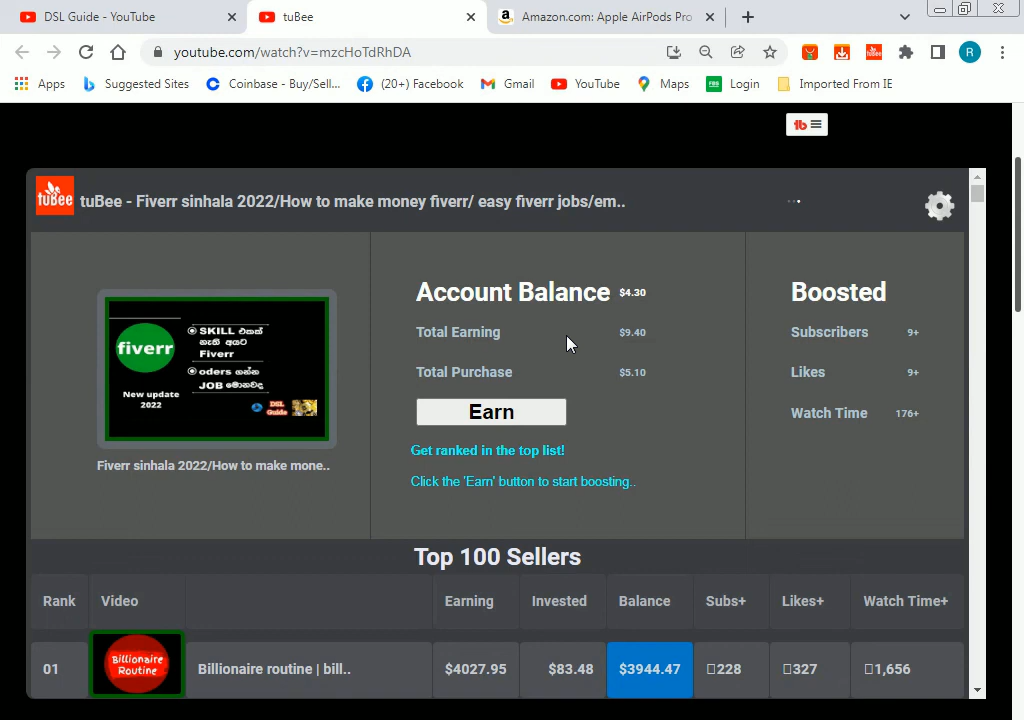 DSL Guide - YouTube
tuBee
Amazon.com: Apple AirPods Pro
youtube.com/watch?v=mzcHoTdRhDA
R
Apps
Suggested Sites
Coinbase - Buy/Sell...
(20+) Facebook
Gmail
YouTube
Maps
Login
Imported From IE
tb
tuBee
tuBee - Fiverr sinhala 2022/How to make money fiverr/ easy fiverr jobs/em..
fiverr
New update
2022
SKILL එකක්
නැති අයට
Fiverr
oders ගන්න
JOB මොනවද
DSL
Guide
Fiverr sinhala 2022/How to make mone..
Account Balance $4.30
Total Earning $9.40
Total Purchase $5.10
Earn
Get ranked in the top list!
Click the 'Earn' button to start boosting..
Boosted
Subscribers 9+
Likes 9+
Watch Time 176+
Top 100 Sellers
Rank Video Earning Invested Balance Subs+ Likes+ Watch Time+
01
Billionaire
Routine
Billionaire routine | bill..
$4027.95 $83.48 $3944.47 228 327 1,656